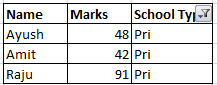 Name Marks School Typ
Ayush 48 Pri
Amit 42 Pri
Raju 91 Pri